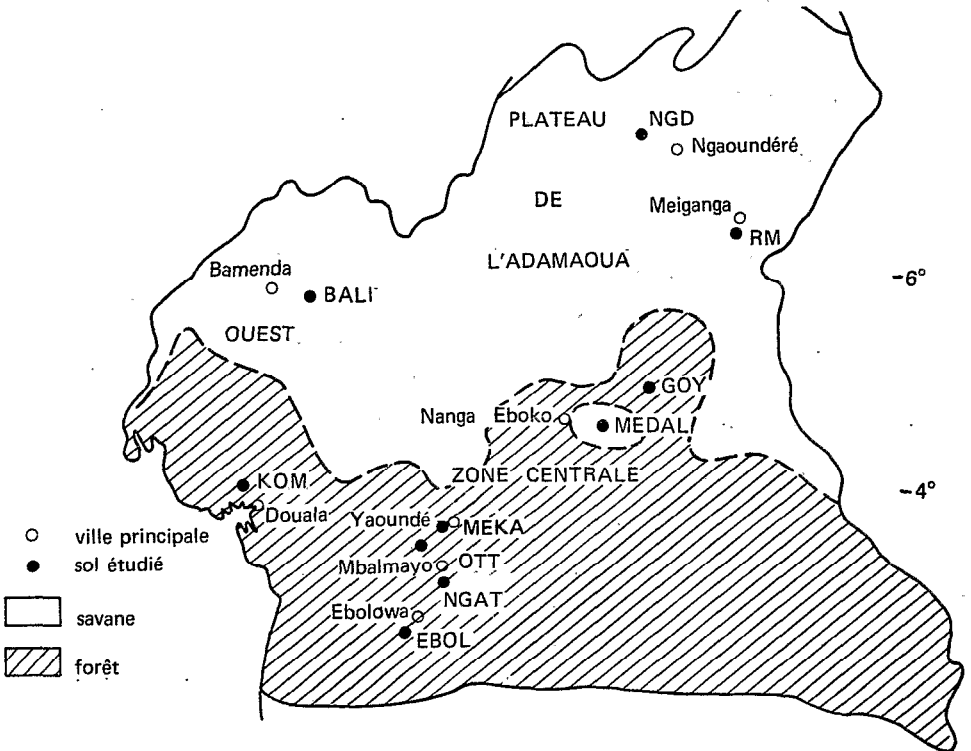 PLATEAU
NGD
Ngaoundéré
DE
Meiganga
RM
L'ADAMAOUA
Bamenda
-6°
BALI
OUEST
GOY
Nanga Eboko
MEDAL
ZONE CENTRALE
KOM
-4°
Douala
Yaoundé
MEKA
ville principale
sol étudié
Mbalmayo
OTT
NGAT
savane
Ebolowa
EBOL
forêt